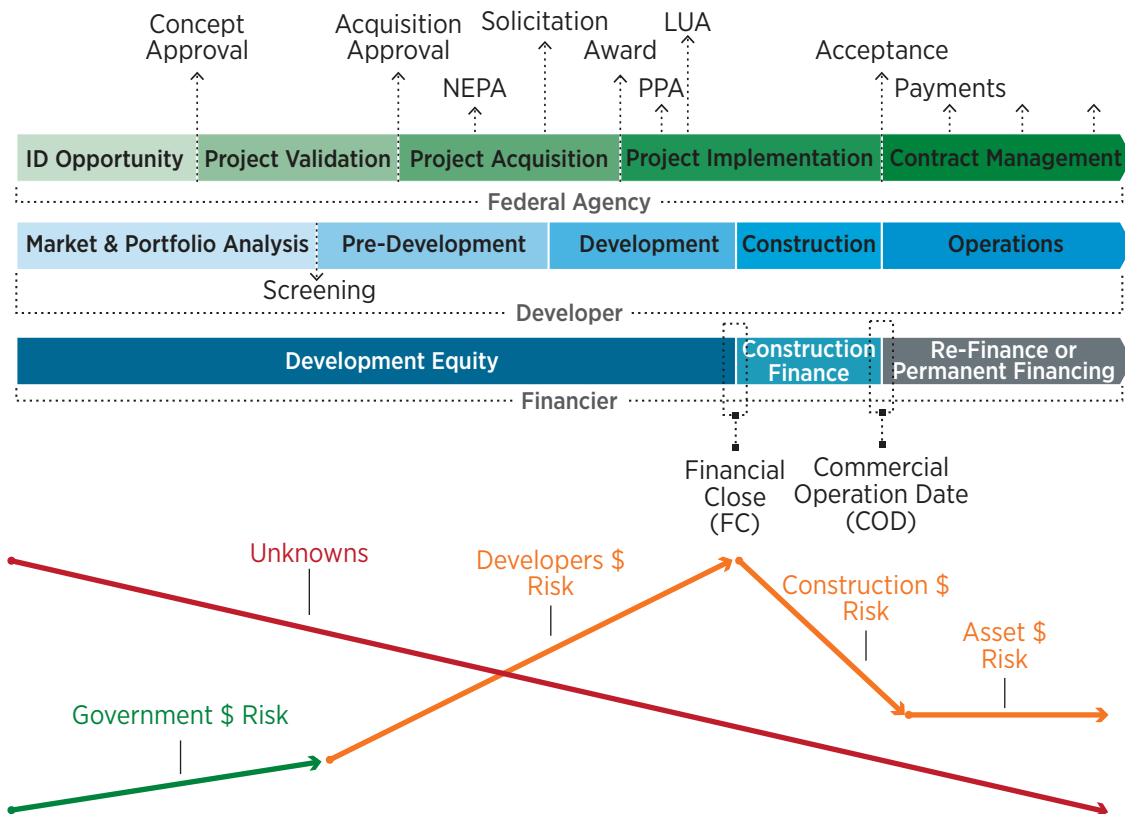 Concept
Approval
Acquisition
Approval
NEPA
Solicitation
Award
PPA
LUA
Acceptance
Payments
ID Opportunity
Project Validation
Project Acquisition
Project Implementation
Contract Management
Federal Agency
Market & Portfolio Analysis
Pre-Development
Development
Construction
Operations
Screening
Developer
Development Equity
Construction
Finance
Re-Finance or
Permanent Financing
Financier
Financial
Close
(FC)
Commercial
Operation Date
(COD)
Unknowns
Developers $
Risk
Construction $
Risk
Asset $
Risk
Government $ Risk